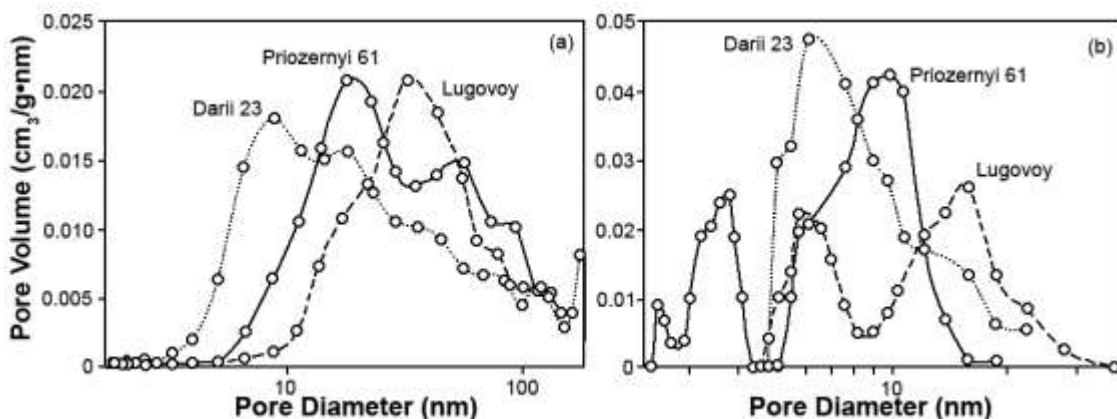 0.025
0.020
0.015
0.010
0.005
0
Pore Volume (cm3/g•nm)
(a)
Priozernyi 61
Darii 23
Lugovoy
10
100
Pore Diameter (nm)
0.05
0.04
0.03
0.02
0.01
0
(b)
Darii 23
Priozernyi 61
Lugovoy
10
Pore Diameter (nm)